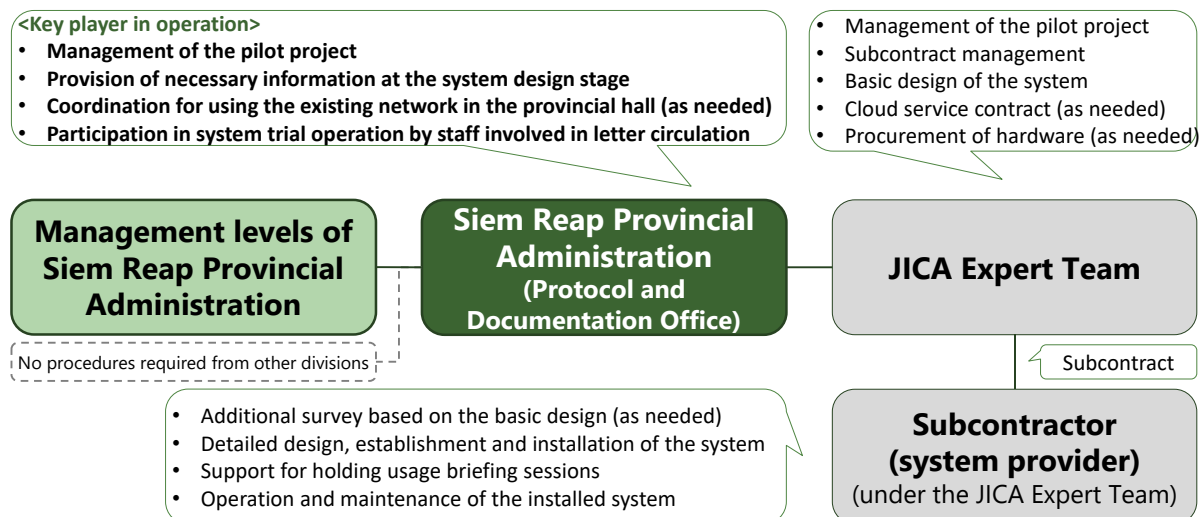 <Key player in operation>
• Management of the pilot project
• Provision of necessary information at the system design stage
• Coordination for using the existing network in the provincial hall (as needed)
• Participation in system trial operation by staff involved in letter circulation
• Management of the pilot project
• Subcontract management
• Basic design of the system
• Cloud service contract (as needed)
• Procurement of hardware (as needed)
Management levels of
Siem Reap Provincial
Administration
Siem Reap Provincial
Administration
(Protocol and
Documentation Office)
JICA Expert Team
No procedures required from other divisions
Subcontract
• Additional survey based on the basic design (as needed)
• Detailed design, establishment and installation of the system
• Support for holding usage briefing sessions
• Operation and maintenance of the installed system
Subcontractor
(system provider)
(under the JICA Expert Team)